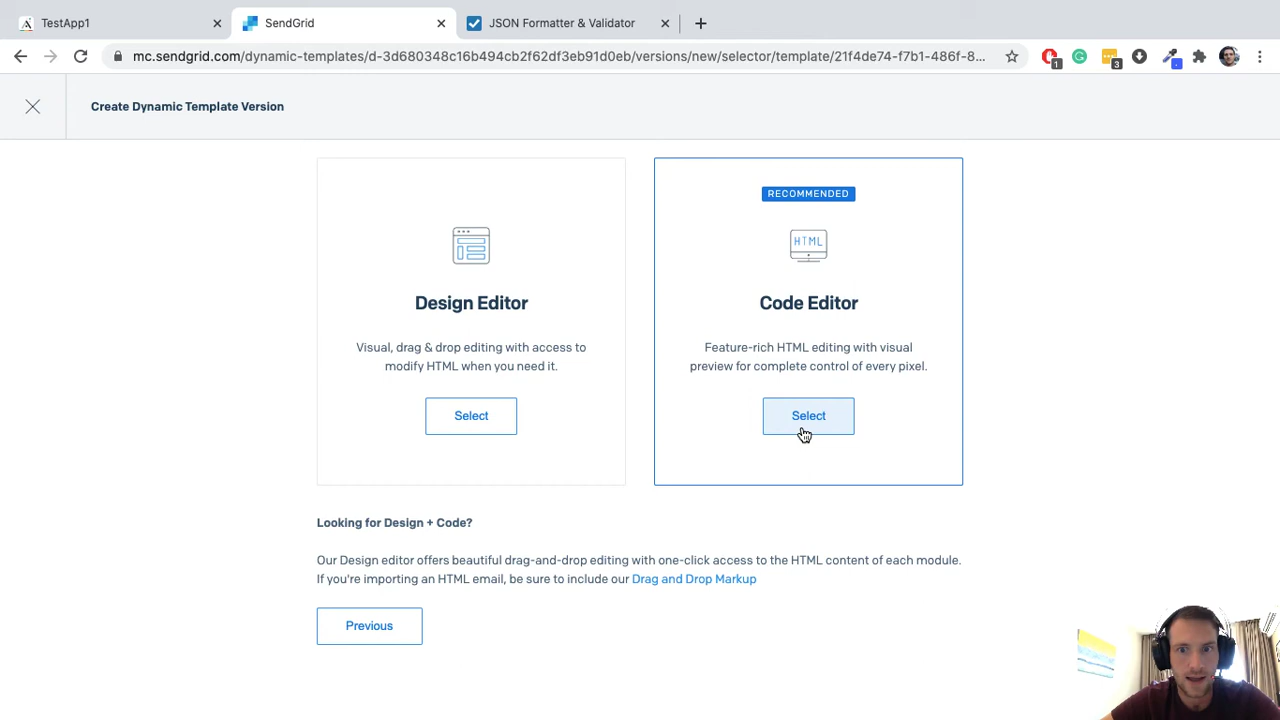 TestApp1
SendGrid
JSON Formatter & Validator
mc.sendgrid.com/dynamic-templates/d-3d680348c16b494cb2f62df3eb91d0eb/versions/new/selector/template/21f4de74-f7b1-486f-8...
1
3
Create Dynamic Template Version
RECOMMENDED
HTML
Design Editor
Code Editor
Visual, drag & drop editing with access to
modify HTML when you need it.
Feature-rich HTML editing with visual
preview for complete control of every pixel.
Select
Select
Looking for Design + Code?
Our Design editor offers beautiful drag-and-drop editing with one-click access to the HTML content of each module.
If you're importing an HTML email, be sure to include our Drag and Drop Markup
Previous